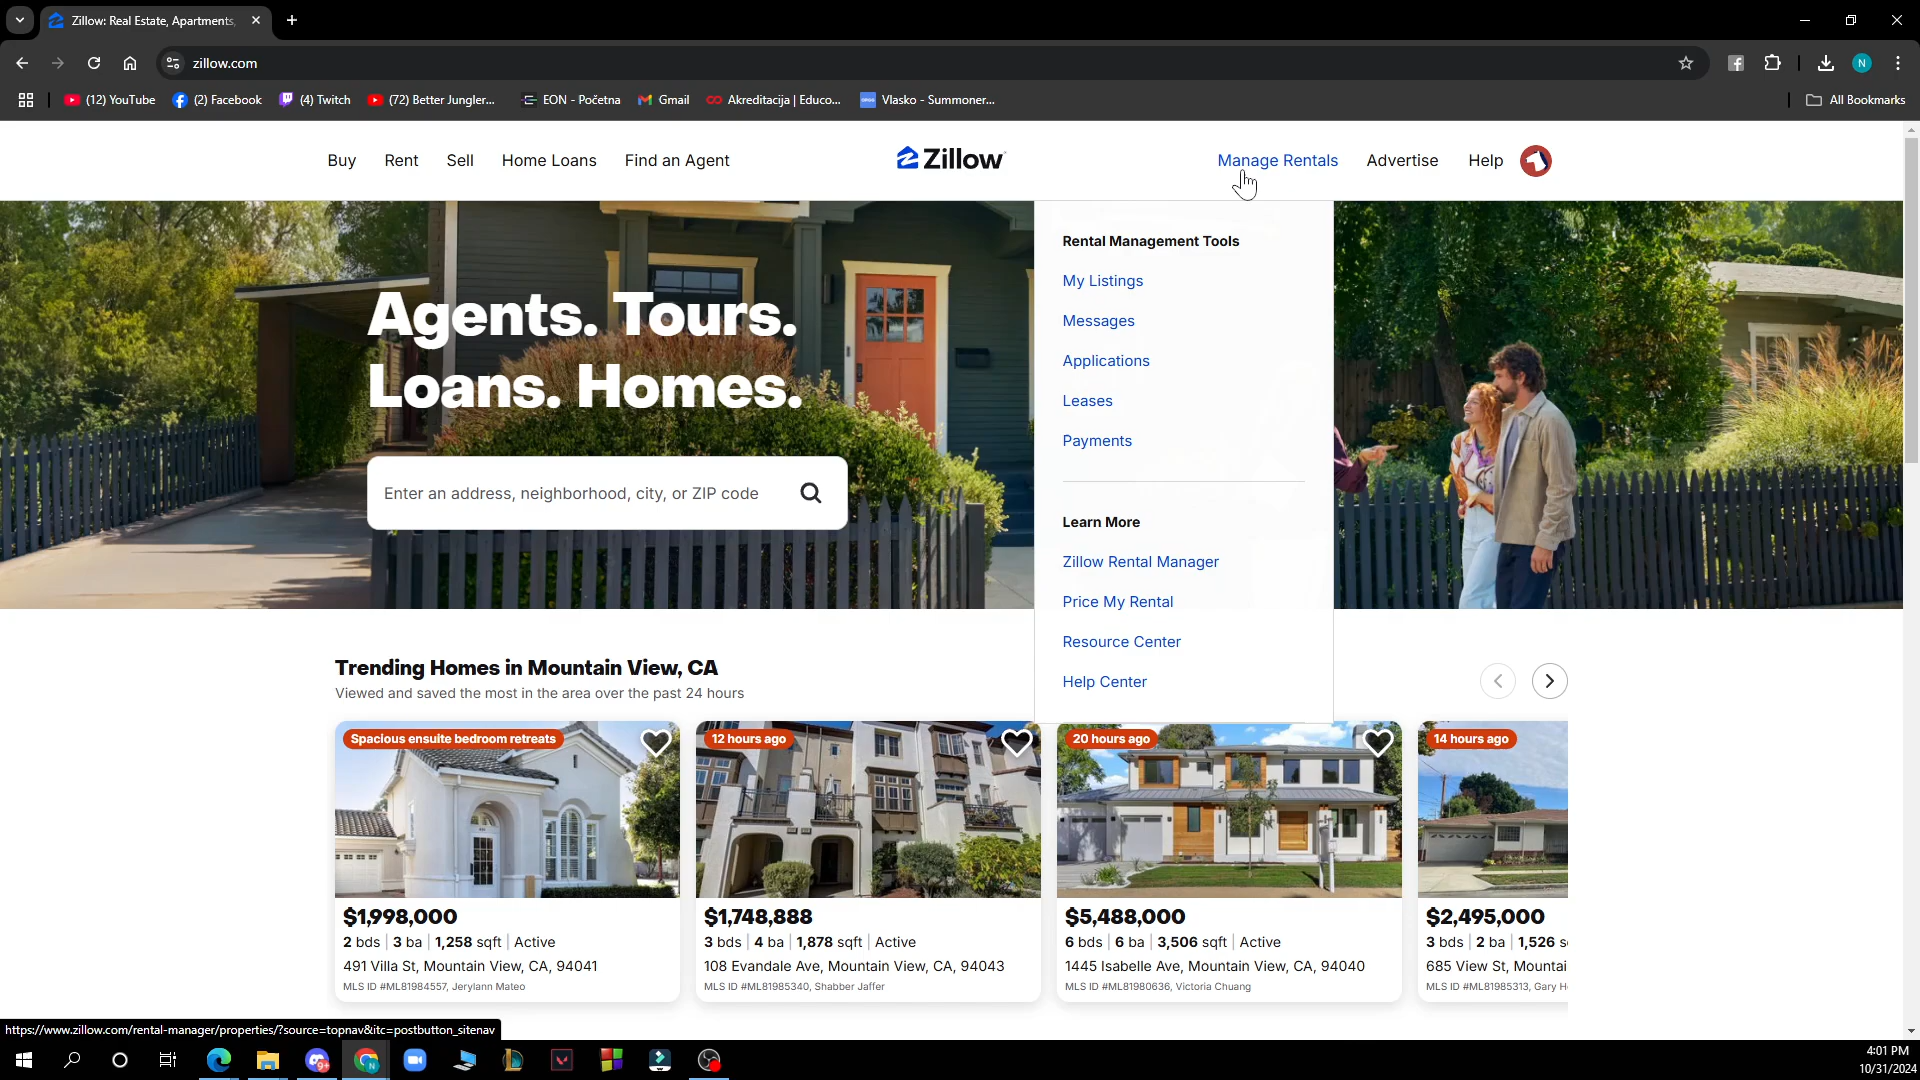 Zillow: Real Estate, Apartments,
zillow.com
N
(12) YouTube
(2) Facebook
(4) Twitch
(72) Better Jungler...
EON - Početna
Gmail
Akreditacija | Educo...
Vlasko - Summoner...
All Bookmarks
Buy
Rent
Sell
Home Loans
Find an Agent
Zillow
Manage Rentals
Advertise
Help
Agents. Tours.
Loans. Homes.
Enter an address, neighborhood, city, or ZIP code
Rental Management Tools
My Listings
Messages
Applications
Leases
Payments
Learn More
Zillow Rental Manager
Price My Rental
Resource Center
Help Center
Trending Homes in Mountain View, CA
Viewed and saved the most in the area over the past 24 hours
Spacious ensuite bedroom retreats
$1,998,000
2 bds | 3 ba | 1,258 sqft | Active
491 Villa St, Mountain View, CA, 94041
MLS ID #ML81984557, Jerylann Mateo
12 hours ago
$1,748,888
3 bds | 4 ba | 1,878 sqft | Active
108 Evandale Ave, Mountain View, CA, 94043
MLS ID #ML81985340, Shabber Jaffer
20 hours ago
$5,488,000
6 bds | 6 ba | 3,506 sqft | Active
1445 Isabelle Ave, Mountain View, CA, 94040
MLS ID #ML81980636, Victoria Chuang
14 hours ago
$2,495,000
3 bds | 2 ba | 1,526 s
685 View St, Mountai
MLS ID #ML81985313, Gary H
https://www.zillow.com/rental-manager/properties/?source=topnav&itc=postbutton_sitenav
4:01 PM
10/31/2024